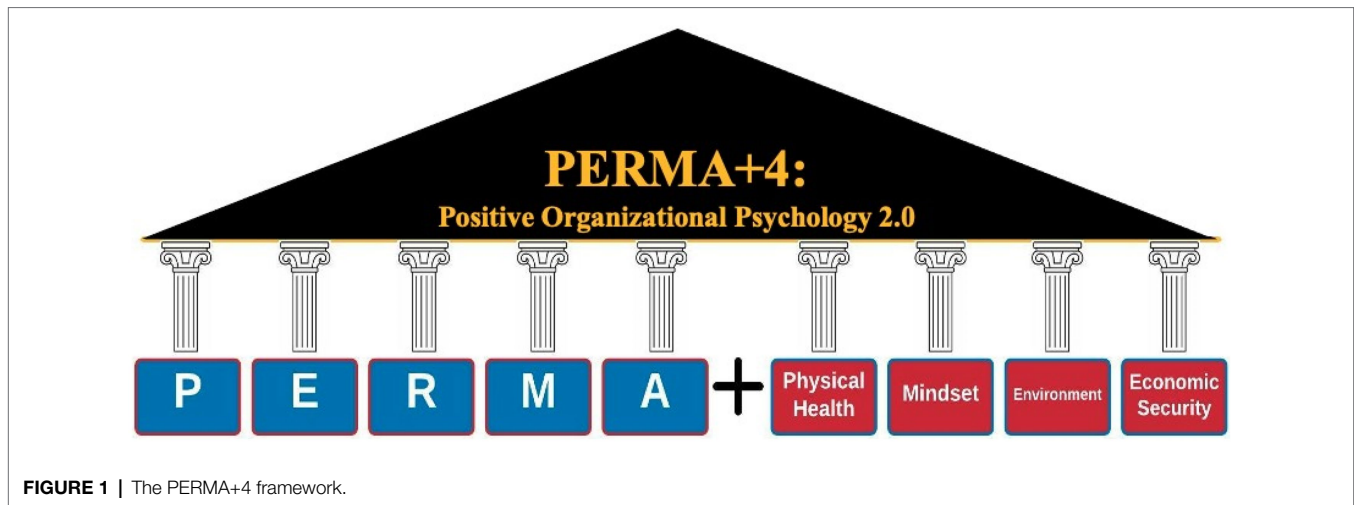 PERMA+4:
Positive Organizational Psychology 2.0
P E R M A + Physical Health Mindset Environment Economic Security
FIGURE 1 | The PERMA+4 framework.